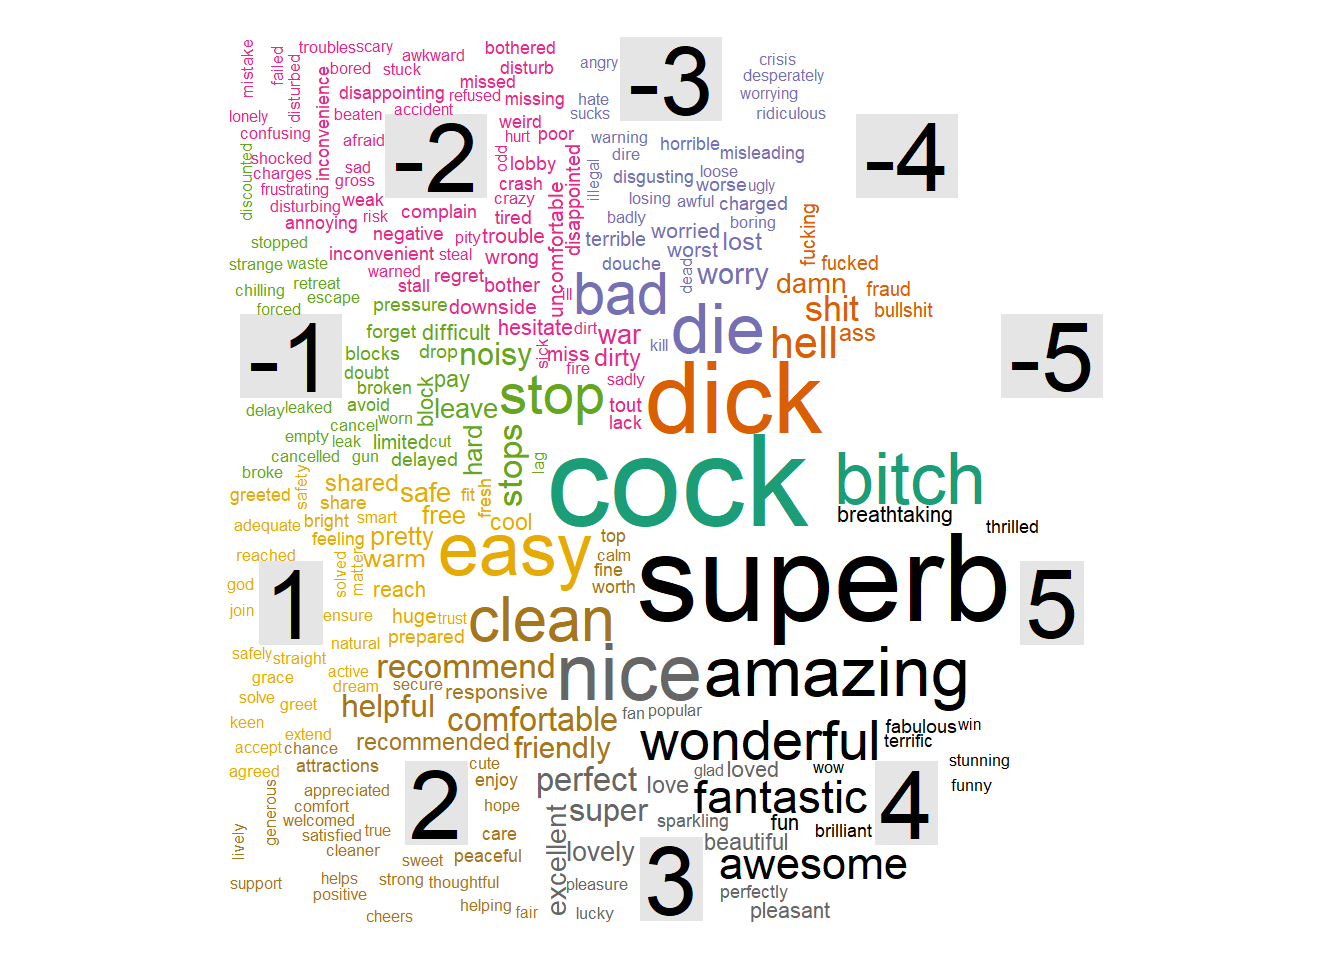 mistake
failed
troubles
scary
awkward
bothered
angry
-3
crisis
disturbed
bored
stuck
disturb
desperately
inconvenience
disappointing
refused
missed
missing
hate
worrying
lonely
beaten
accident
weird
sucks
ridiculous
confusing
afraid
-2
hurt
poor
warning
horrible
-4
discounted
shocked
sad
odd
lobby
disappointed
dire
misleading
charges
gross
crash
illegal
disgusting
loose
frustrating
weak
crazy
uncomfortable
losing
worse
ugly
disturbing
risk
complain
tired
badly
awful
charged
annoying
negative
pity
trouble
terrible
worried
boring
fucking
stopped
inconvenient
steal
wrong
worst
lost
strange
waste
warned
regret
bother
douche
dead
worry
fucked
chilling
retreat
stall
ill
bad
damn
fraud
escape
pressure
downside
die
shit
bullshit
forced
forget
difficult
hesitate
dirt
war
kill
hell
ass
-1
blocks
drop
noisy
sick
miss
dirty
-5
doubt
pay
fire
sadly
dick
broken
block
leave
stop
tout
delay
leaked
avoid
worn
lack
cancel
empty
leak
limited
cut
hard
stops
lag
cock
bitch
cancelled
gun
delayed
broke
safety
shared
safe
fit
fresh
greeted
share
free
cool
breathtaking
adequate
bright
smart
pretty
top
thrilled
feeling
easy
superb
reached
solved
matter
warm
calm
fine
god
1
reach
worth
5
join
ensure
huge
trust
clean
natural
prepared
safely
straight
recommend
nice
amazing
grace
active
dream
secure
responsive
solve
greet
helpful
comfortable
fan
popular
keen
extend
wonderful
fabulous
win
accept
chance
recommended
friendly
terrific
agreed
attractions
2
cute
enjoy
perfect
love
glad
loved
wow
stunning
generous
appreciated
hope
super
fantastic
4
funny
comfort
welcomed
excellent
sparkling
fun
brilliant
lively
satisfied
true
care
beautiful
cleaner
sweet
peaceful
lovely
3
awesome
support
helps
strong
thoughtful
pleasure
perfectly
positive
helping
fair
lucky
pleasant
cheers